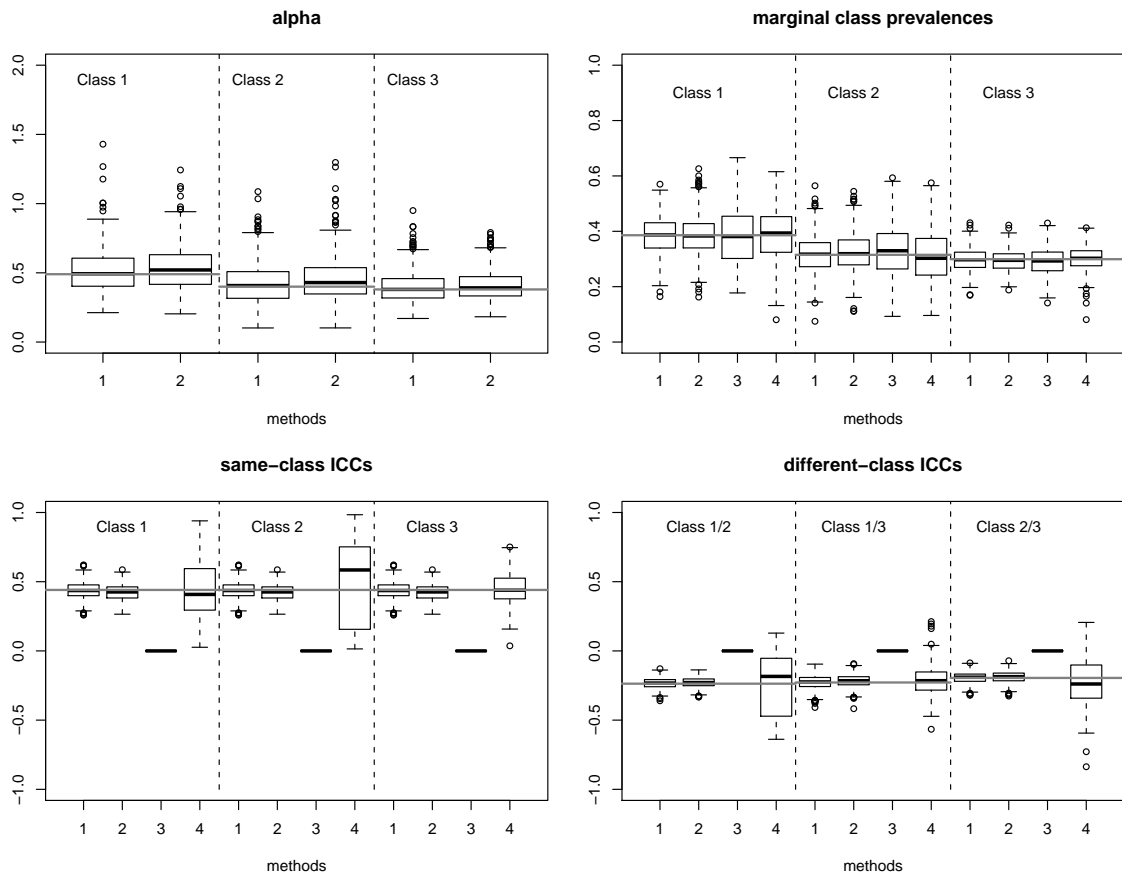 alpha
2.0
1.5
1.0
0.5
0.0
Class 1
Class 2
Class 3
1 2 1 2 1 2
methods
marginal class prevalences
1.0
0.8
0.6
0.4
0.2
0.0
Class 1
Class 2
Class 3
1 2 3 4 1 2 3 4 1 2 3 4
methods
same−class ICCs
1.0
0.5
0.0
−0.5
−1.0
Class 1
Class 2
Class 3
1 2 3 4 1 2 3 4 1 2 3 4
methods
different−class ICCs
1.0
0.5
0.0
−0.5
−1.0
Class 1/2
Class 1/3
Class 2/3
1 2 3 4 1 2 3 4 1 2 3 4
methods